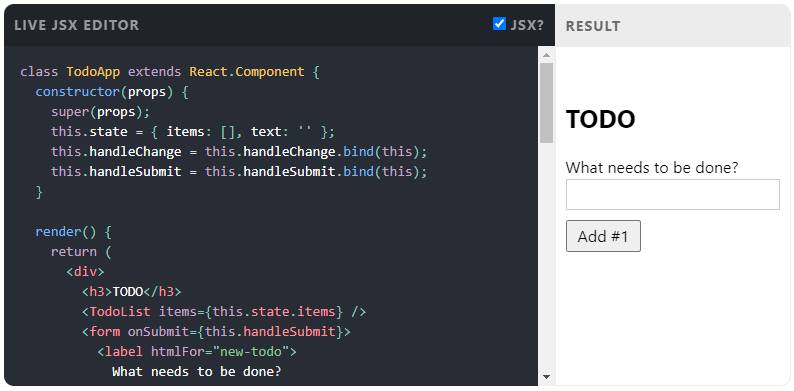 LIVE JSX EDITOR
JSX?
class TodoApp extends React.Component {
  constructor(props) {
    super(props);
    this.state = { items: [], text: '' };
    this.handleChange = this.handleChange.bind(this);
    this.handleSubmit = this.handleSubmit.bind(this);
  }

  render() {
    return (
      <div>
        <h3>TODO</h3>
        <TodoList items={this.state.items} />
        <form onSubmit={this.handleSubmit}>
          <label htmlFor="new-todo">
            What needs to be done?
RESULT
TODO
What needs to be done?
Add #1